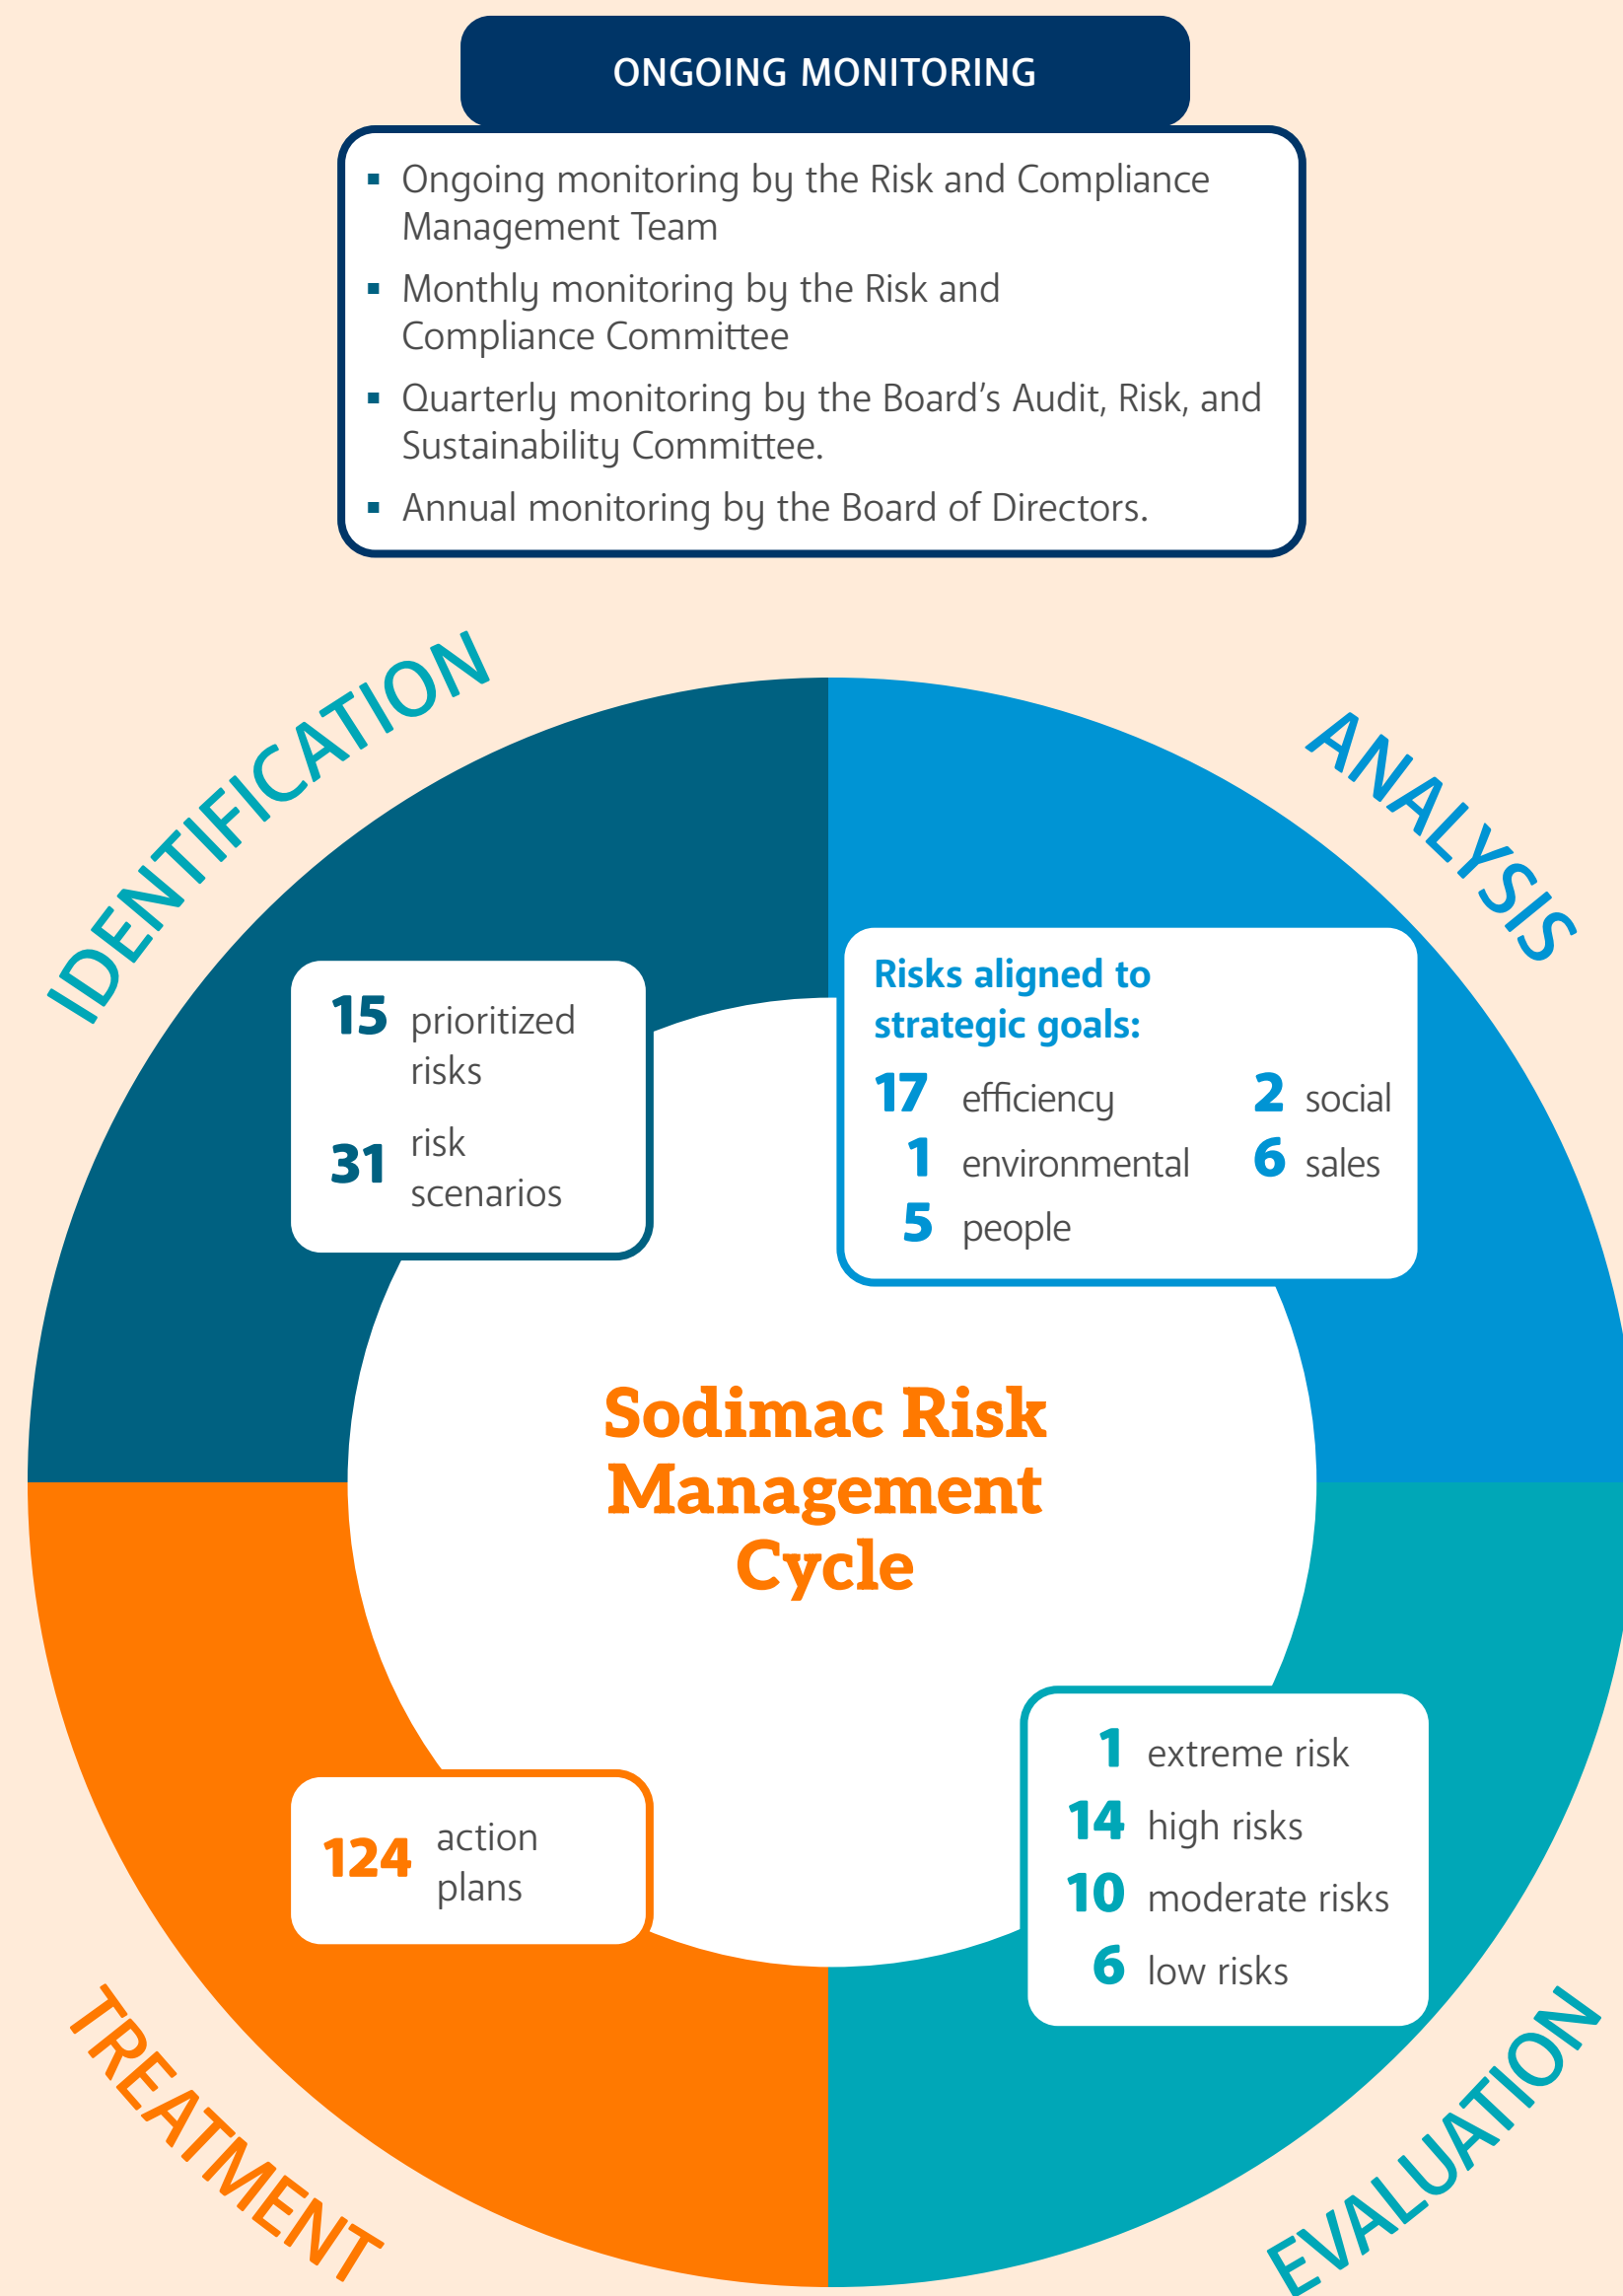 ONGOING MONITORING
▪ Ongoing monitoring by the Risk and Compliance
Management Team
▪ Monthly monitoring by the Risk and
Compliance Committee
▪ Quarterly monitoring by the Board’s Audit, Risk, and
Sustainability Committee.
▪ Annual monitoring by the Board of Directors.
IDENTIFICATION
15 prioritized
risks
31 risk
scenarios
ANALYSIS
Risks aligned to
strategic goals:
17 efficiency
1 environmental
5 people
2 social
6 sales
Sodimac Risk
Management
Cycle
124 action
plans
TREATMENT
1 extreme risk
14 high risks
10 moderate risks
6 low risks
EVALUATION